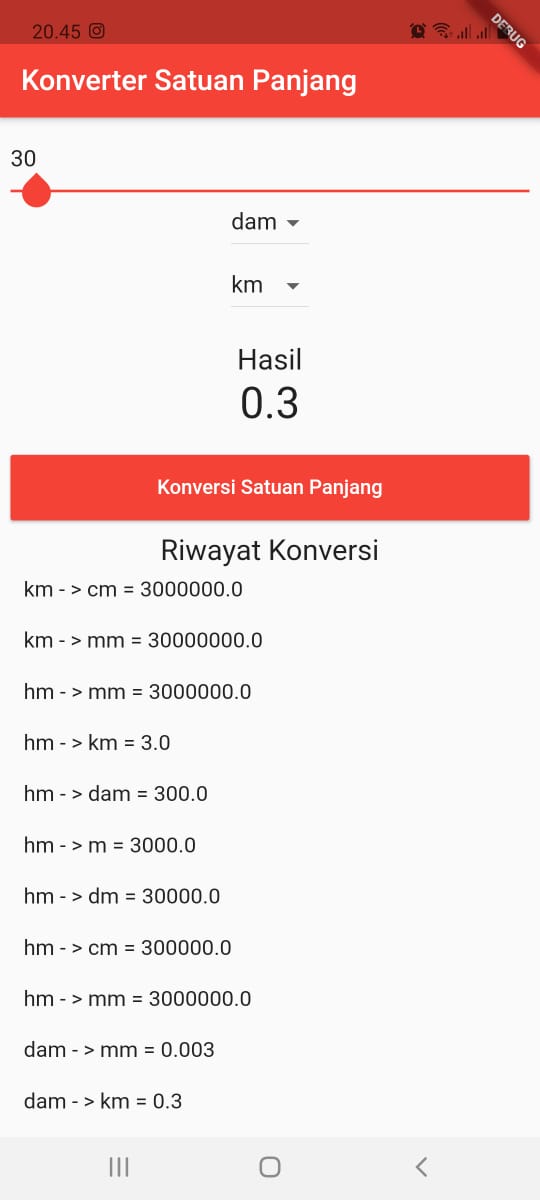 20.45
DEBUG
Konverter Satuan Panjang
30
dam
km
Hasil
0.3
Konversi Satuan Panjang
Riwayat Konversi
km - > cm = 3000000.0
km - > mm = 30000000.0
hm - > mm = 3000000.0
hm - > km = 3.0
hm - > dam = 300.0
hm - > m = 3000.0
hm - > dm = 30000.0
hm - > cm = 300000.0
hm - > mm = 3000000.0
dam - > mm = 0.003
dam - > km = 0.3